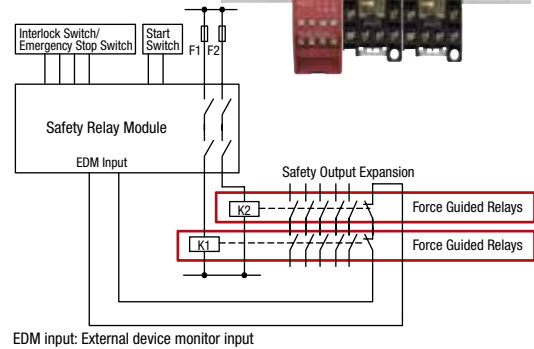 Interlock Switch/
Emergency Stop Switch
Start
Switch
F1 F2
Safety Relay Module
EDM Input
Safety Output Expansion
K2
Force Guided Relays
K1
Force Guided Relays
EDM input: External device monitor input